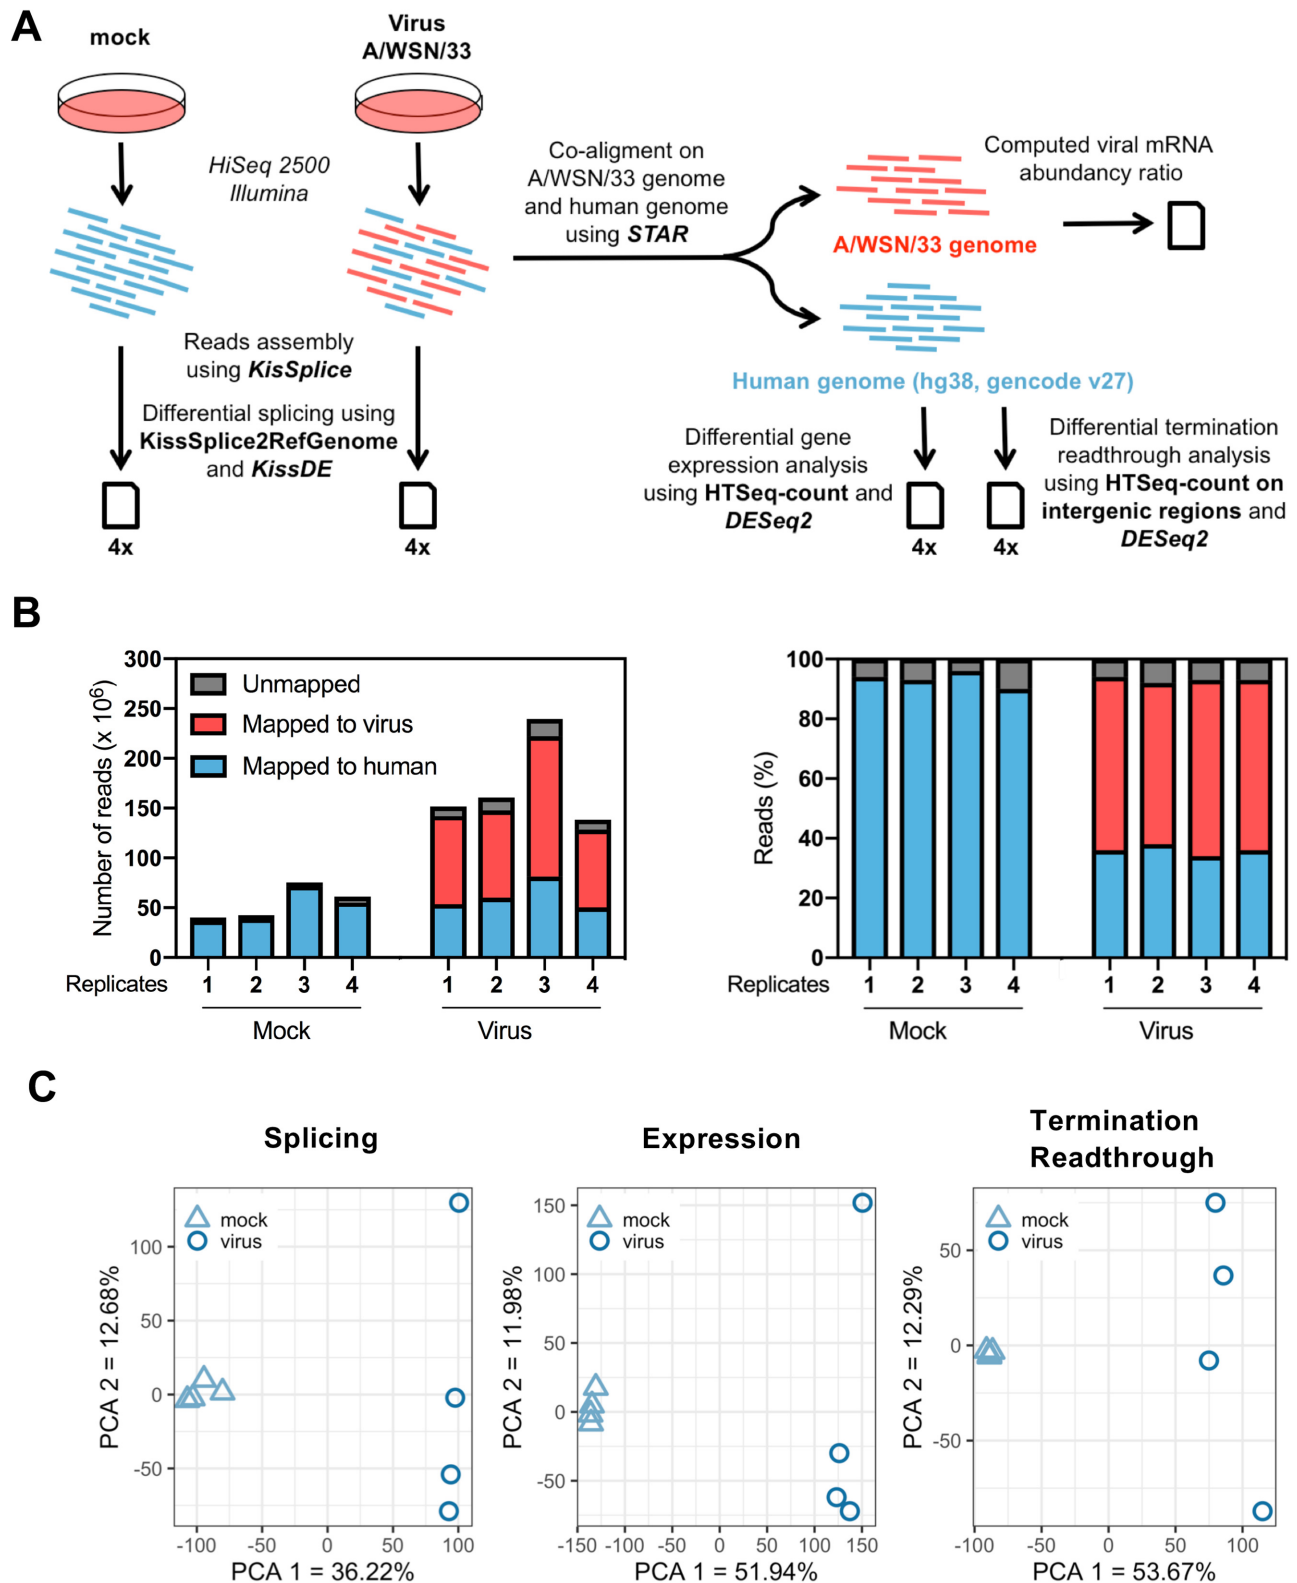 A
mock
Virus
A/WSN/33
HiSeq 2500
Illumina
Co-aligment on
A/WSN/33 genome
and human genome
using STAR
Computed viral mRNA
abundancy ratio
A/WSN/33 genome
Reads assembly
using KisSplice
Human genome (hg38, gencode v27)
Differential splicing using
KissSplice2RefGenome
and KissDE
4x
4x
Differential gene
expression analysis
using HTSeq-count and
DESeq2
4x
4x
Differential termination
readthrough analysis
using HTSeq-count on
intergenic regions and
DESeq2
B
Number of reads (x 10⁶)
300
250
200
150
100
50
0
Unmapped
Mapped to virus
Mapped to human
Replicates 1 2 3 4 1 2 3 4
Mock Virus
Reads (%)
100
80
60
40
20
0
Replicates 1 2 3 4 1 2 3 4
Mock Virus
C
Splicing
PCA 2 = 12.68%
100
50
0
-50
mock
virus
-100 -50 0 50 100
PCA 1 = 36.22%
Expression
PCA 2 = 11.98%
150
100
50
0
-50
mock
virus
-150 -100 -50 0 50 100 150
PCA 1 = 51.94%
Termination
Readthrough
PCA 2 = 12.29%
50
0
-50
mock
virus
-100 -50 0 50 100
PCA 1 = 53.67%